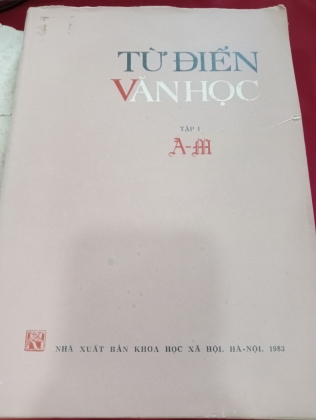 TỪ ĐIỂN
VĂN HỌC
TẬP I
A-M
NHÀ XUẤT BẢN KHOA HỌC XÃ HỘI, HÀ-NỘI, 1983